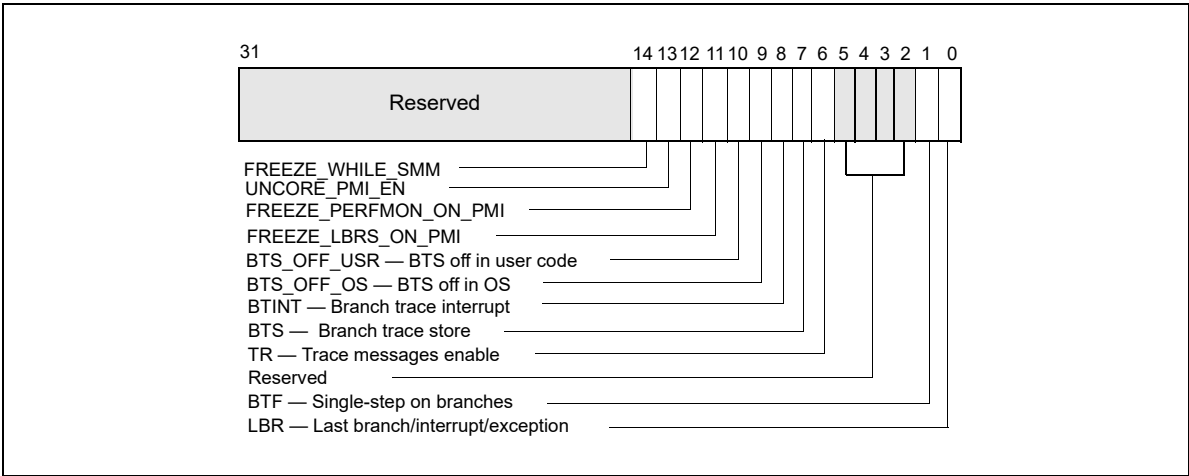 31 14 13 12 11 10 9 8 7 6 5 4 3 2 1 0
Reserved
FREEZE_WHILE_SMM
UNCORE_PMI_EN
FREEZE_PERFMON_ON_PMI
FREEZE_LBRS_ON_PMI
BTS_OFF_USR — BTS off in user code
BTS_OFF_OS — BTS off in OS
BTINT — Branch trace interrupt
BTS — Branch trace store
TR — Trace messages enable
Reserved
BTF — Single-step on branches
LBR — Last branch/interrupt/exception